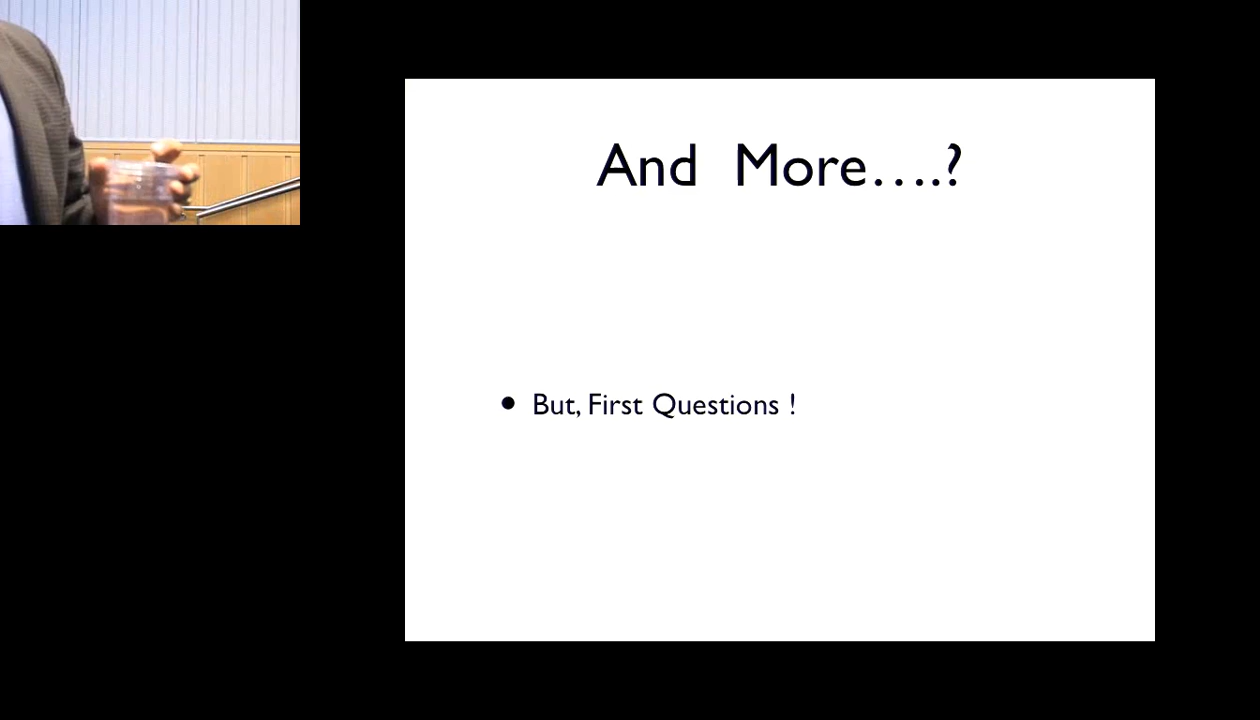 And More….?
• But, First Questions !